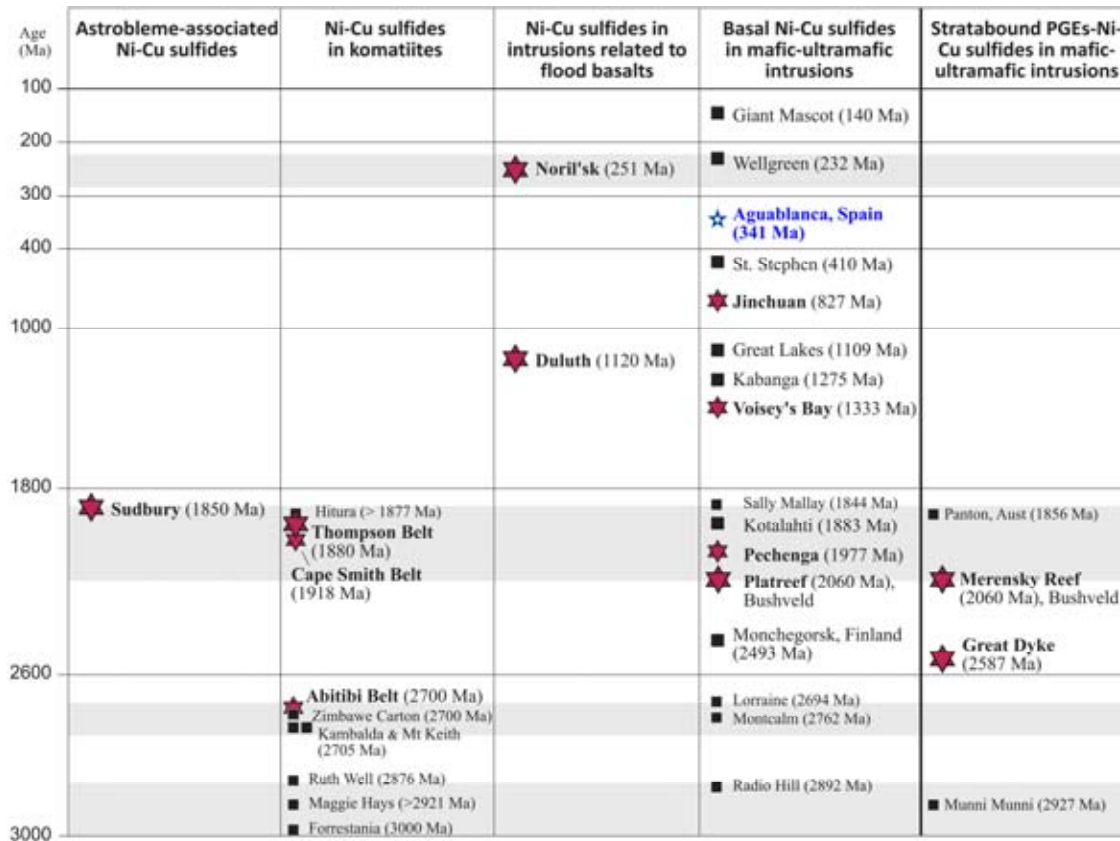 Age
(Ma)
Astrobleme-associated
Ni-Cu sulfides
Ni-Cu sulfides
in komatiites
Ni-Cu sulfides in
intrusions related to
flood basalts
Basal Ni-Cu sulfides
in mafic-ultramafic
intrusions
Stratabound PGEs-Ni-
Cu sulfides in mafic-
ultramafic intrusions
100
200
300
400
1000
1800
2600
3000
Sudbury (1850 Ma)
Hitura (> 1877 Ma)
Thompson Belt
(1880 Ma)
Cape Smith Belt
(1918 Ma)
Abitibi Belt (2700 Ma)
Zimbawe Carton (2700 Ma)
Kambalda & Mt Keith
(2705 Ma)
Ruth Well (2876 Ma)
Maggie Hays (>2921 Ma)
Forrestania (3000 Ma)
Noril'sk (251 Ma)
Duluth (1120 Ma)
Giant Mascot (140 Ma)
Wellgreen (232 Ma)
Aguablanca, Spain
(341 Ma)
St. Stephen (410 Ma)
Jinchuan (827 Ma)
Great Lakes (1109 Ma)
Kabanga (1275 Ma)
Voisey's Bay (1333 Ma)
Sally Mallay (1844 Ma)
Kotalahti (1883 Ma)
Pechenga (1977 Ma)
Platreef (2060 Ma),
Bushveld
Monchegorsk, Finland
(2493 Ma)
Lorraine (2694 Ma)
Montcalm (2762 Ma)
Radio Hill (2892 Ma)
Panton, Aust (1856 Ma)
Merensky Reef
(2060 Ma), Bushveld
Great Dyke
(2587 Ma)
Munni Munni (2927 Ma)